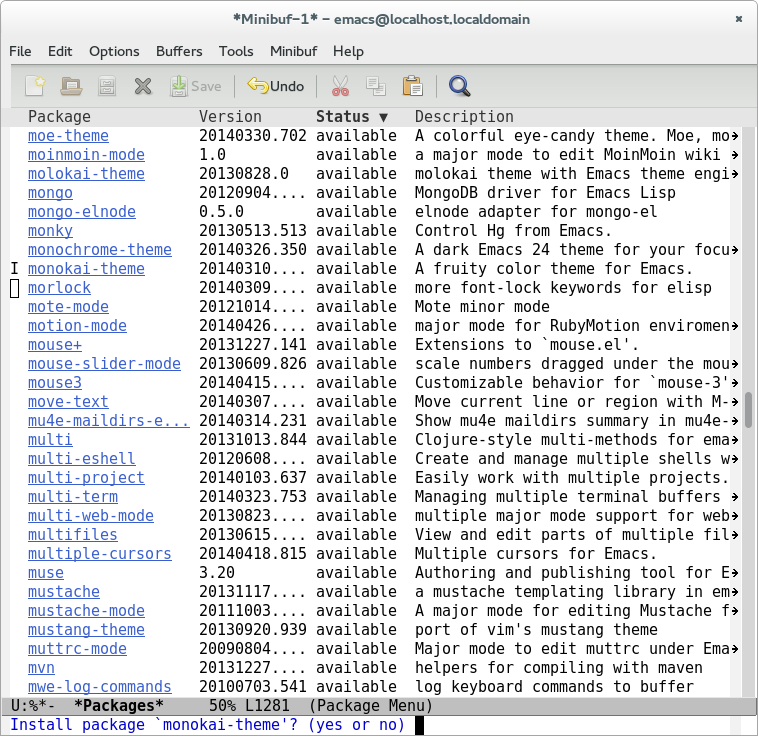 *Minibuf-1* – emacs@localhost.localdomain
File Edit Options Buffers Tools Minibuf Help
Save Undo
Package Version Status ▼ Description
moe-theme 20140330.702 available A colorful eye-candy theme. Moe, mo
moinmoin-mode 1.0 available a major mode to edit MoinMoin wiki
molokai-theme 20130828.0 available molokai theme with Emacs theme engi
mongo 20120904.... available MongoDB driver for Emacs Lisp
mongo-elnode 0.5.0 available elnode adapter for mongo-el
monky 20130513.513 available Control Hg from Emacs.
monochrome-theme 20140326.350 available A dark Emacs 24 theme for your focu
I monokai-theme 20140310.... available A fruity color theme for Emacs.
morlock 20140309.... available more font-lock keywords for elisp
mote-mode 20121014.... available Mote minor mode
motion-mode 20140426.... available major mode for RubyMotion enviromen
mouse+ 20131227.141 available Extensions to `mouse.el'.
mouse-slider-mode 20130609.826 available scale numbers dragged under the mou
mouse3 20140415.... available Customizable behavior for `mouse-3'
move-text 20140307.... available Move current line or region with M-
mu4e-maildirs-e... 20140314.231 available Show mu4e maildirs summary in mu4e-
multi 20131013.844 available Clojure-style multi-methods for ema
multi-eshell 20120608.... available Create and manage multiple shells w
multi-project 20140103.637 available Easily work with multiple projects.
multi-term 20140323.753 available Managing multiple terminal buffers
multi-web-mode 20130823.... available multiple major mode support for web
multifiles 20130615.... available View and edit parts of multiple fil
multiple-cursors 20140418.815 available Multiple cursors for Emacs.
muse 3.20 available Authoring and publishing tool for E
mustache 20131117.... available a mustache templating library in em
mustache-mode 20111003.... available A major mode for editing Mustache f
mustang-theme 20130920.939 available port of vim's mustang theme
muttrc-mode 20090804.... available Major mode to edit muttrc under Ema
mvn 20131227.... available helpers for compiling with maven
mwe-log-commands 20100703.541 available log keyboard commands to buffer
U:%*- *Packages* 50% L1281 (Package Menu)
Install package `monokai-theme'? (yes or no)